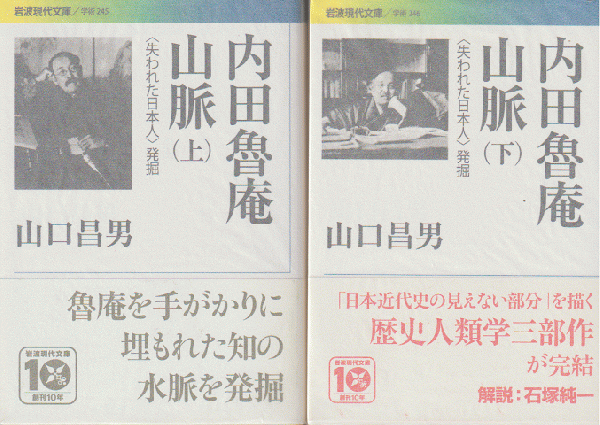 岩波現代文庫／学術 245
内田魯庵
山脈（上）
〈失われた日本人〉発掘
山口昌男
魯庵を手がかりに
埋もれた知の
水脈を発掘
岩波現代文庫
10
創刊10年
岩波現代文庫／学術 246
内田魯庵
山脈（下）
〈失われた日本人〉発掘
山口昌男
「日本近代史の見えない部分」を描く
歴史人類学三部作
が完結
解説：石塚純一
岩波現代文庫
10
創刊10年